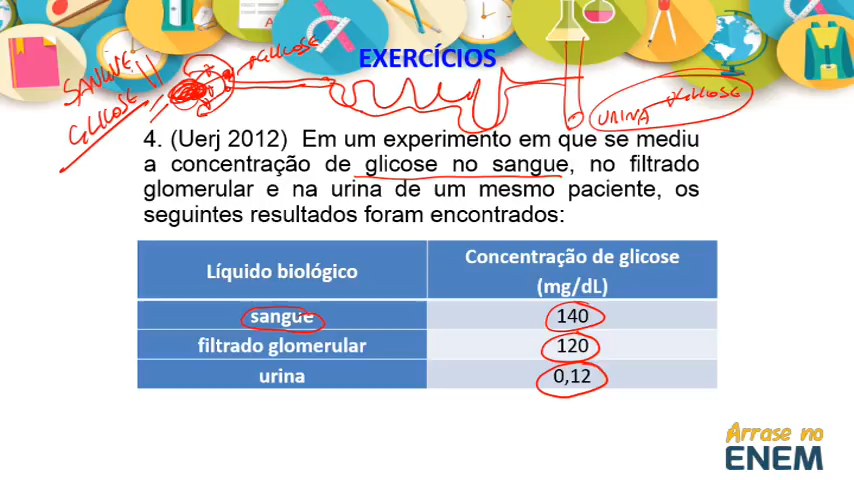 EXERCÍCIOS
SANGUE
GLICOSE
GLICOSE
URINA GLICOSE
4. (Uerj 2012) Em um experimento em que se mediu
a concentração de glicose no sangue, no filtrado
glomerular e na urina de um mesmo paciente, os
seguintes resultados foram encontrados:
Líquido biológico
Concentração de glicose
(mg/dL)
sangue 140
filtrado glomerular 120
urina 0,12
Arrase no
ENEM